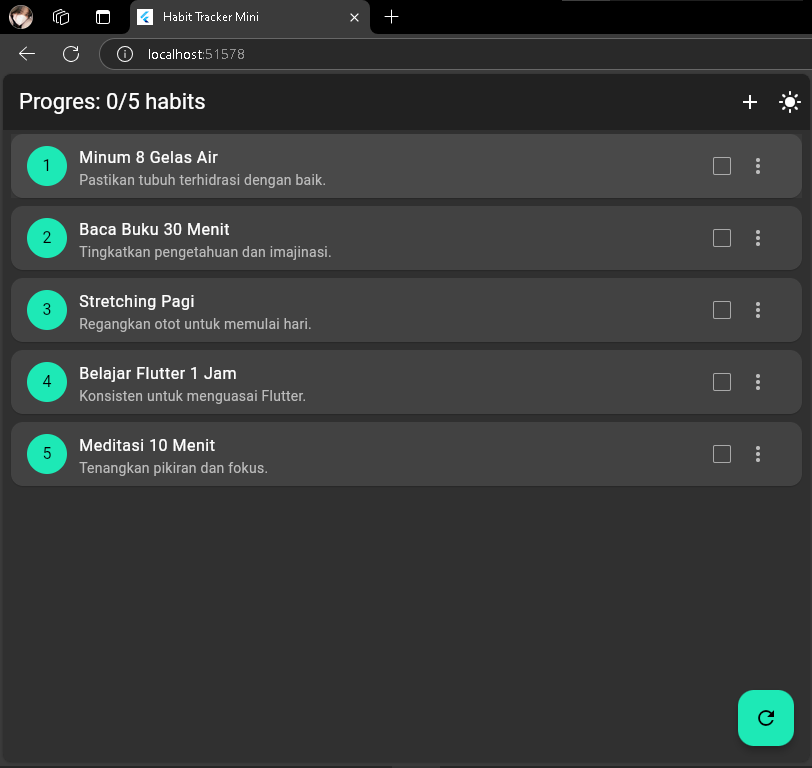 Habit Tracker Mini
localhost:51578
Progres: 0/5 habits
1
Minum 8 Gelas Air
Pastikan tubuh terhidrasi dengan baik.
2
Baca Buku 30 Menit
Tingkatkan pengetahuan dan imajinasi.
3
Stretching Pagi
Regangkan otot untuk memulai hari.
4
Belajar Flutter 1 Jam
Konsisten untuk menguasai Flutter.
5
Meditasi 10 Menit
Tenangkan pikiran dan fokus.